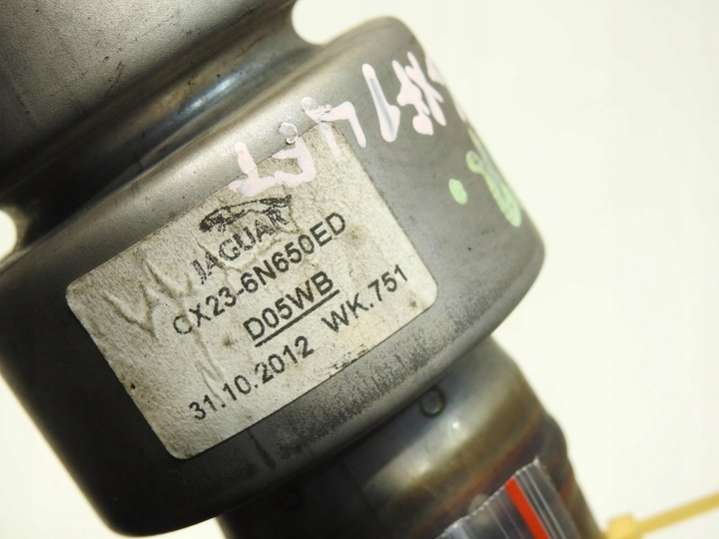 JAGUAR
CX23-6N650ED
D05WB
31.10.2012 WK.751